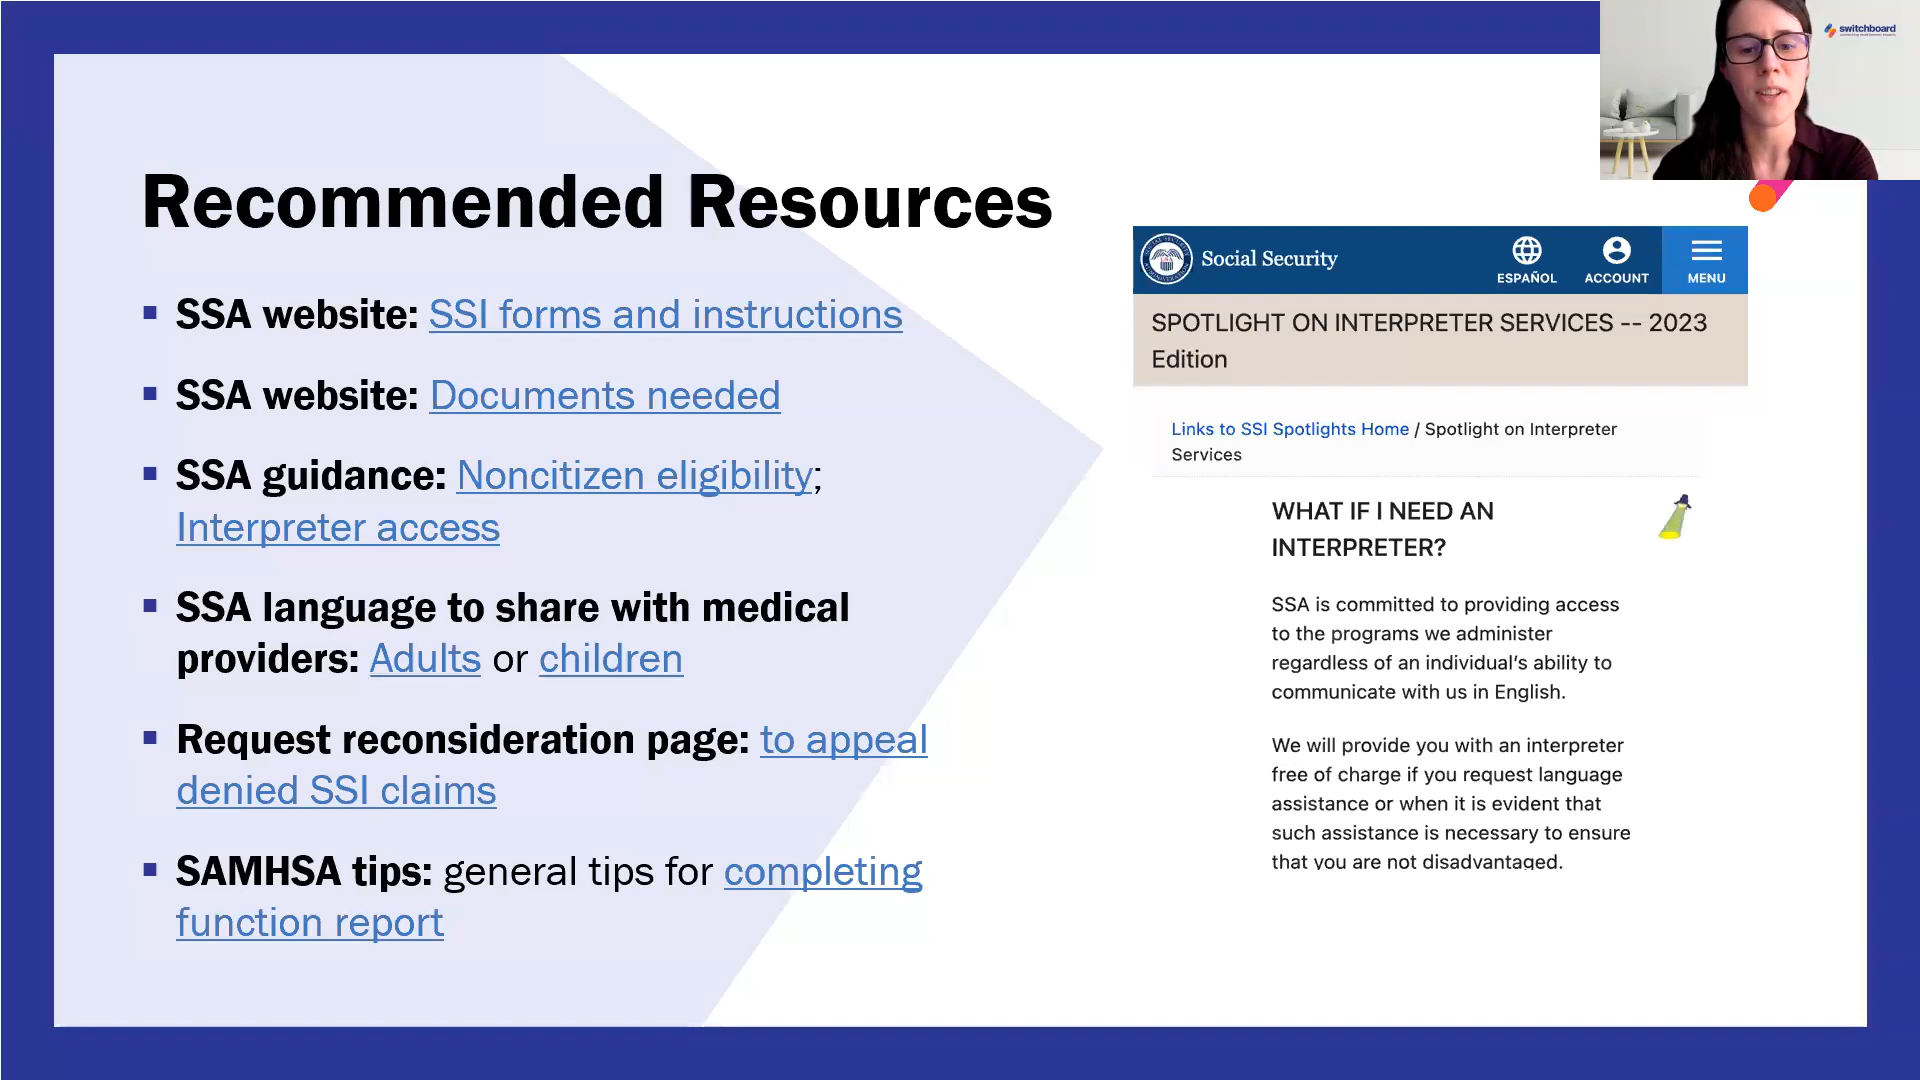 switchboard
Recommended Resources
SSA website: SSI forms and instructions
SSA website: Documents needed
SSA guidance: Noncitizen eligibility;
Interpreter access
SSA language to share with medical
providers: Adults or children
Request reconsideration page: to appeal
denied SSI claims
SAMHSA tips: general tips for completing
function report
Social Security
ESPAÑOL
ACCOUNT
MENU
SPOTLIGHT ON INTERPRETER SERVICES -- 2023
Edition
Links to SSI Spotlights Home / Spotlight on Interpreter
Services
WHAT IF I NEED AN
INTERPRETER?
SSA is committed to providing access
to the programs we administer
regardless of an individual's ability to
communicate with us in English.
We will provide you with an interpreter
free of charge if you request language
assistance or when it is evident that
such assistance is necessary to ensure
that you are not disadvantaged.